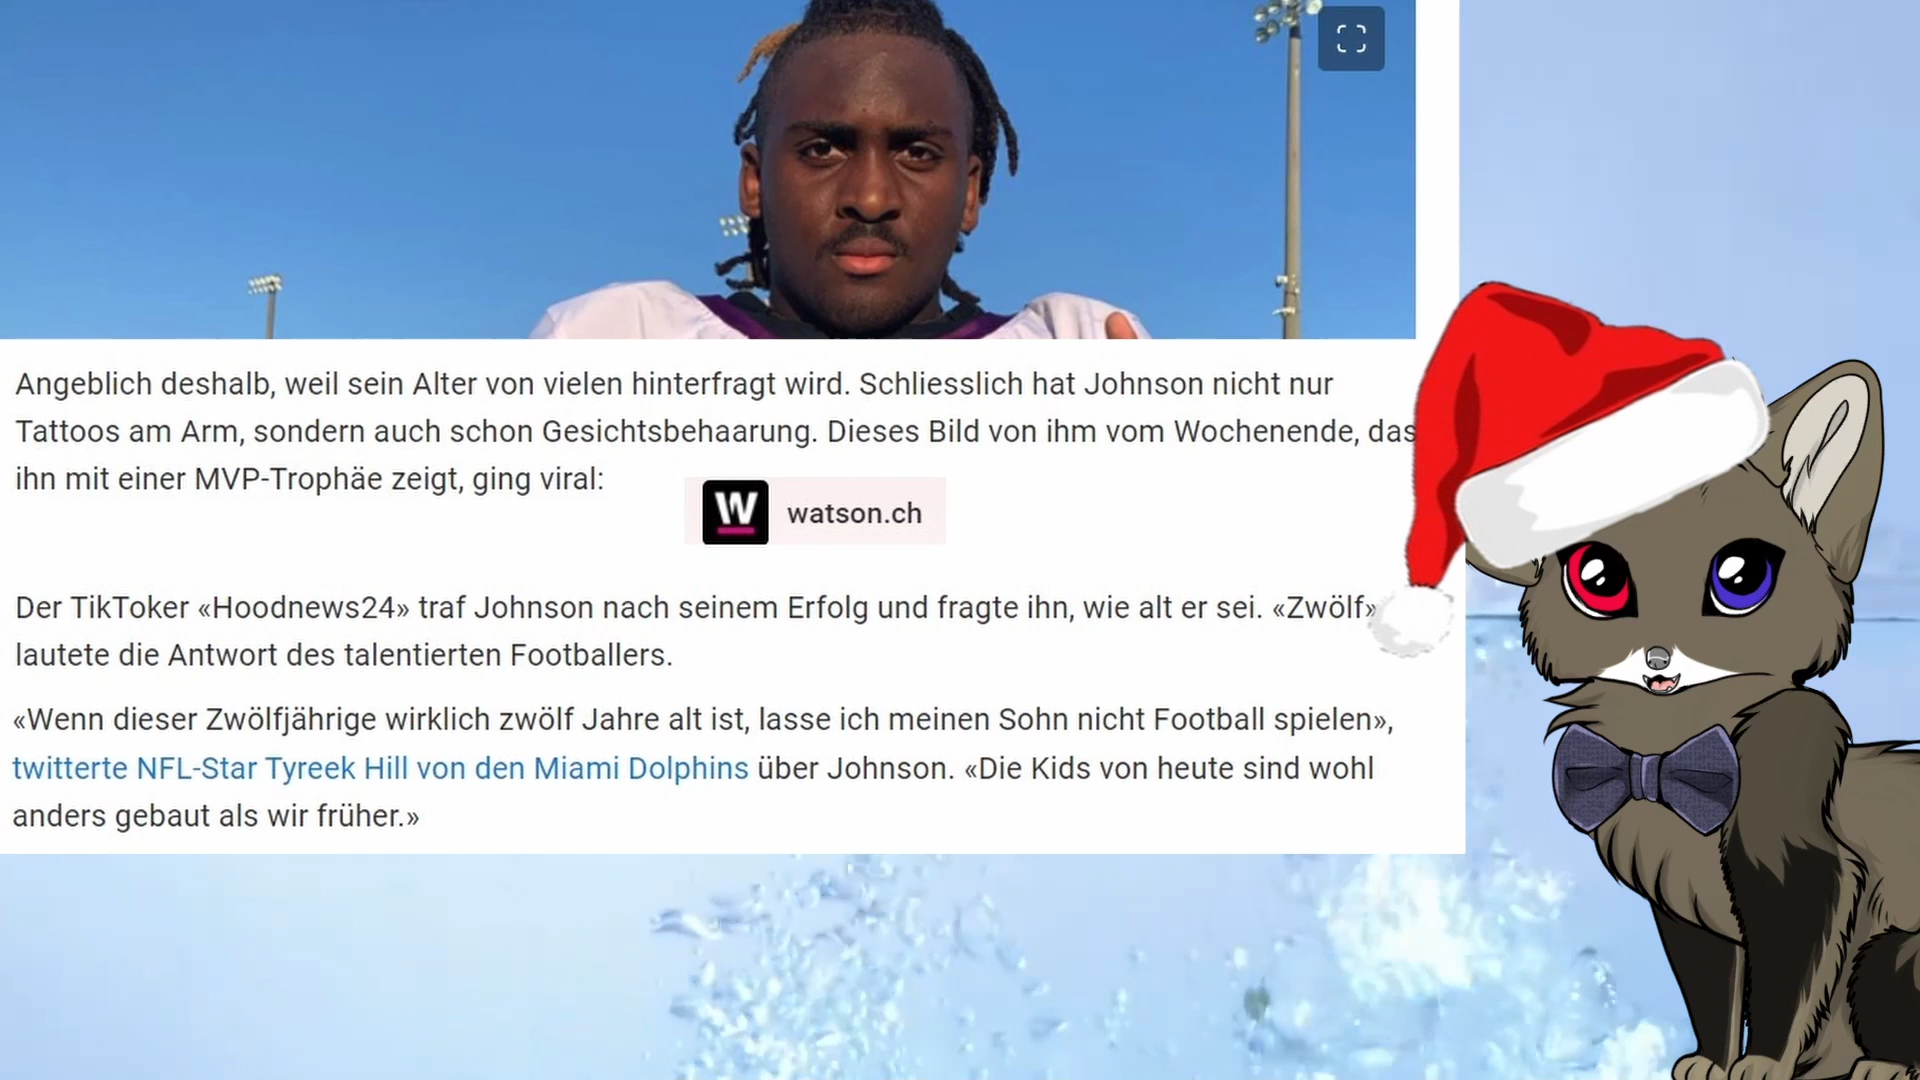 Angeblich deshalb, weil sein Alter von vielen hinterfragt wird. Schliesslich hat Johnson nicht nur
Tattoos am Arm, sondern auch schon Gesichtsbehaarung. Dieses Bild von ihm vom Wochenende, das
ihn mit einer MVP-Trophäe zeigt, ging viral:
W watson.ch
Der TikToker «Hoodnews24» traf Johnson nach seinem Erfolg und fragte ihn, wie alt er sei. «Zwölf»
lautete die Antwort des talentierten Footballers.
«Wenn dieser Zwölfjährige wirklich zwölf Jahre alt ist, lasse ich meinen Sohn nicht Football spielen»,
twitterte NFL-Star Tyreek Hill von den Miami Dolphins über Johnson. «Die Kids von heute sind wohl
anders gebaut als wir früher.»